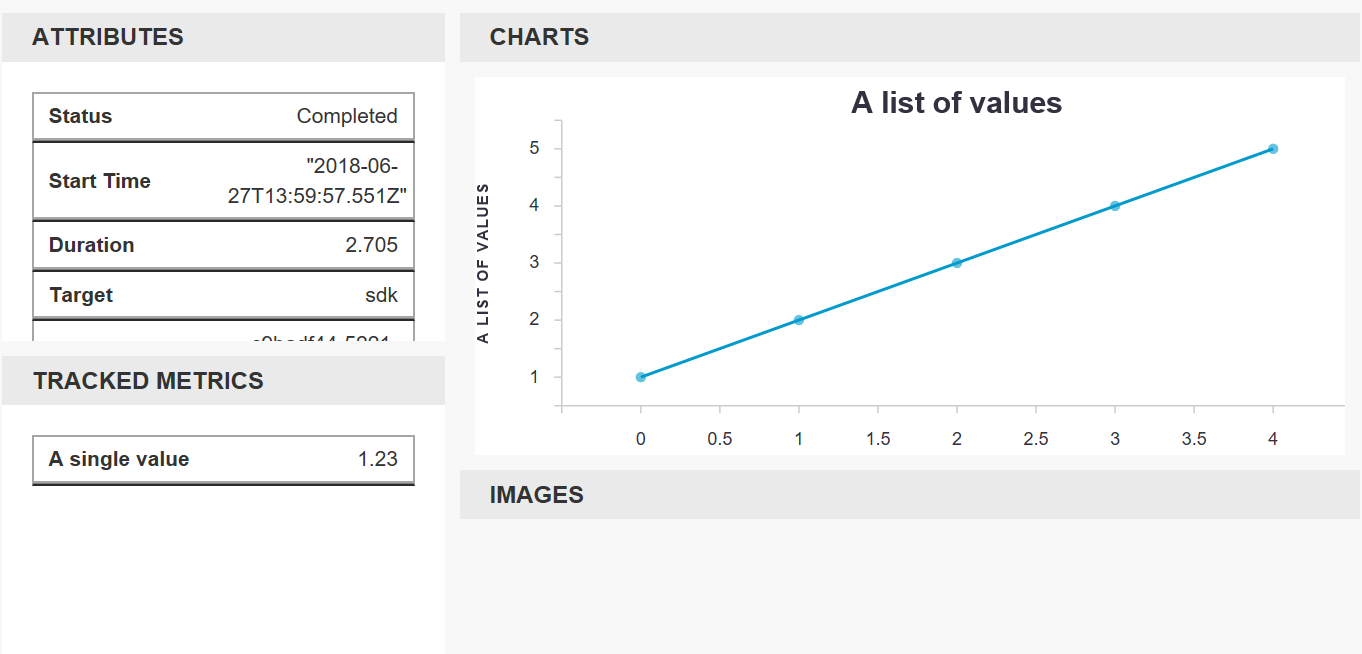 ATTRIBUTES
Status Completed
Start Time "2018-06-
27T13:59:57.551Z"
Duration 2.705
Target sdk
TRACKED METRICS
A single value 1.23
CHARTS
A list of values
A LIST OF VALUES
5
4
3
2
1
0 0.5 1 1.5 2 2.5 3 3.5 4
IMAGES